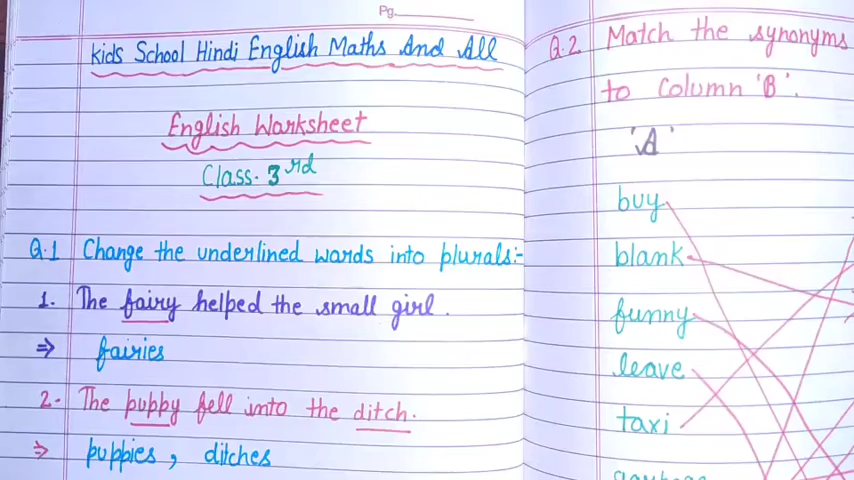 Pg.
kids School Hindi English Maths And All
English Worksheet
Class. 3rd
Q.1 Change the underlined words into plurals:-
1. The fairy helped the small girl.
⇒ fairies
2. The puppy fell into the ditch.
⇒ puppies, ditches
Q.2 Match the synonyms
to Column 'B'.
'A'
buy
blank
funny
leave
taxi